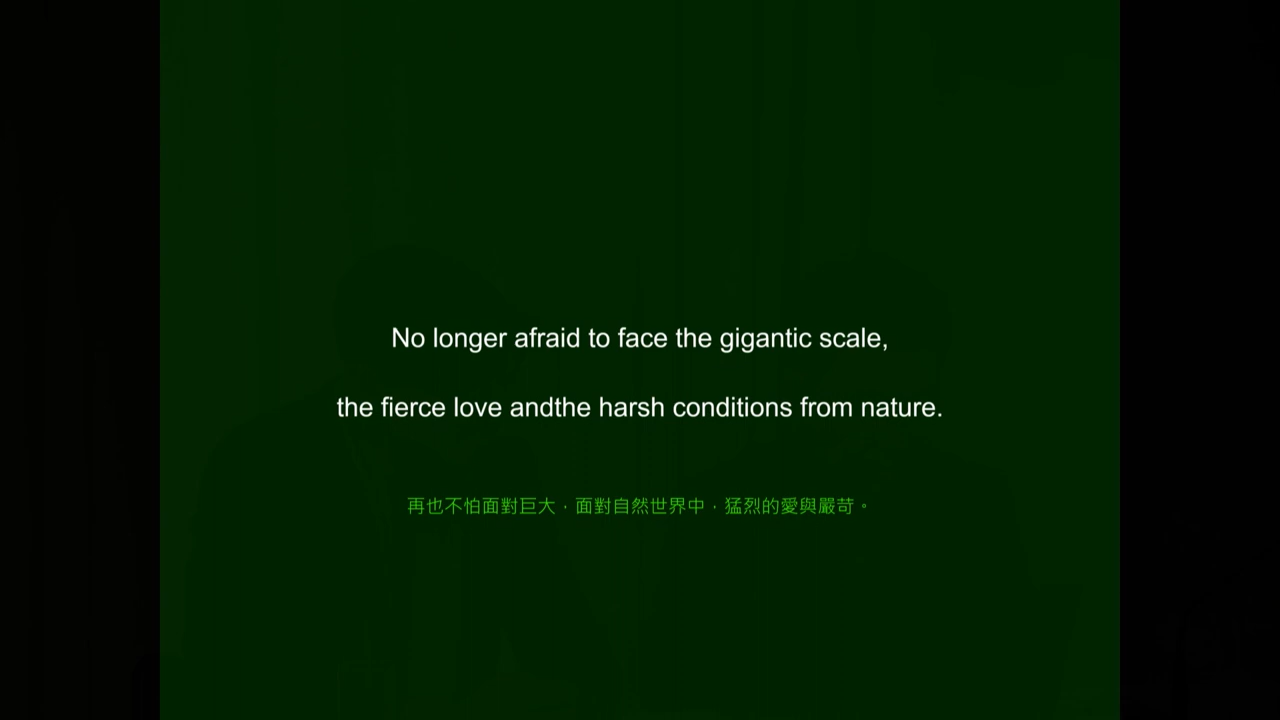 No longer afraid to face the gigantic scale,
the fierce love andthe harsh conditions from nature.
再也不怕面對巨大，面對自然世界中，猛烈的愛與嚴苛。